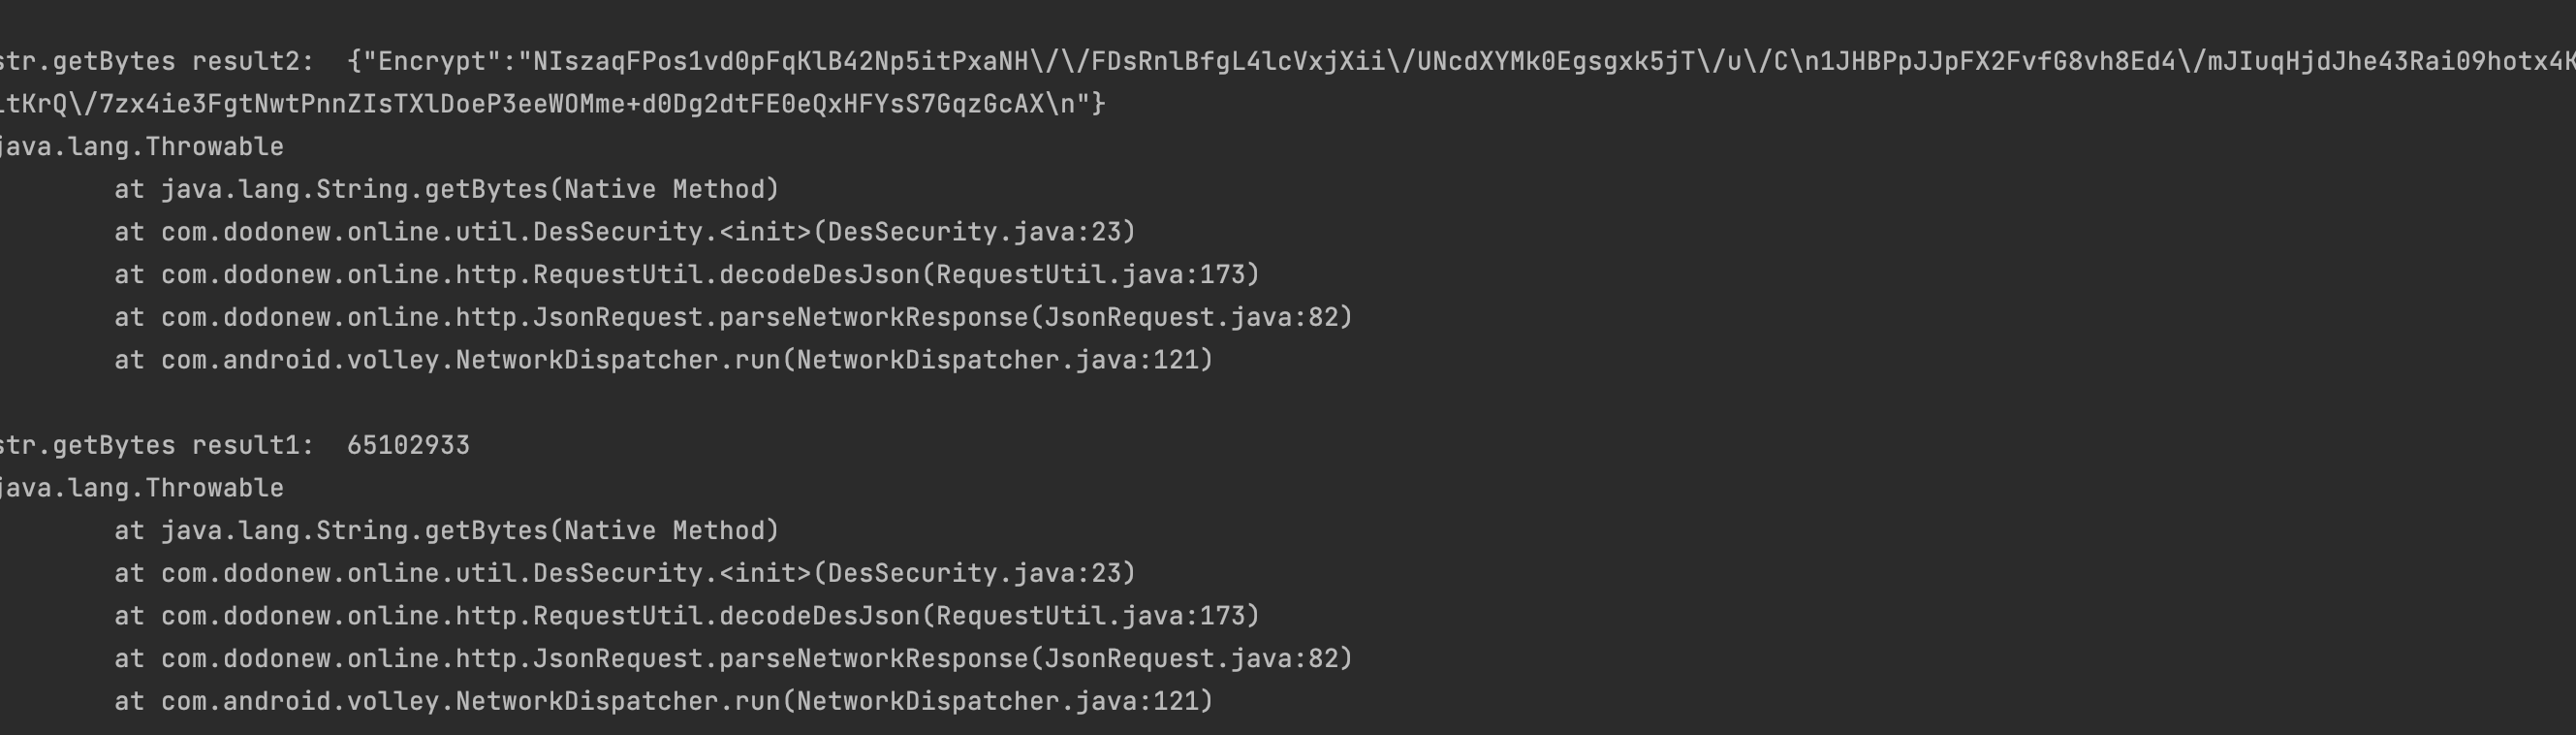 str.getBytes result2:  {"Encrypt":"NIszaqFPos1vd0pFqKlB42Np5itPxaNH\/\/FDsRnlBfgL4lcVxjXii\/UNcdXYMk0Egsgxk5jT\/u\/C\n1JHBPpJJpFX2FvfG8vh8Ed4\/mJIuqHjdJhe43Rai09hotx4K
itKrQ\/7zx4ie3FgtNwtPnnZIsTXlDoeP3eeWOMme+d0Dg2dtFE0eQxHFYsS7GqzGcAX\n"}
java.lang.Throwable
	at java.lang.String.getBytes(Native Method)
	at com.dodonew.online.util.DesSecurity.<init>(DesSecurity.java:23)
	at com.dodonew.online.http.RequestUtil.decodeDesJson(RequestUtil.java:173)
	at com.dodonew.online.http.JsonRequest.parseNetworkResponse(JsonRequest.java:82)
	at com.android.volley.NetworkDispatcher.run(NetworkDispatcher.java:121)
str.getBytes result1:  65102933
java.lang.Throwable
	at java.lang.String.getBytes(Native Method)
	at com.dodonew.online.util.DesSecurity.<init>(DesSecurity.java:23)
	at com.dodonew.online.http.RequestUtil.decodeDesJson(RequestUtil.java:173)
	at com.dodonew.online.http.JsonRequest.parseNetworkResponse(JsonRequest.java:82)
	at com.android.volley.NetworkDispatcher.run(NetworkDispatcher.java:121)